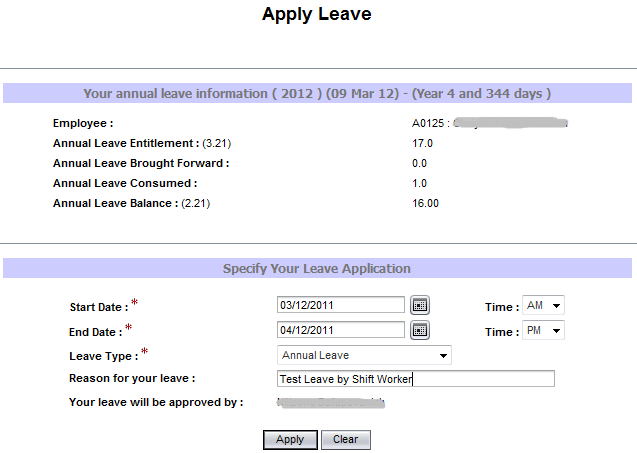 Apply Leave
Your annual leave information ( 2012 ) (09 Mar 12) - (Year 4 and 344 days )
Employee : A0125 :
Annual Leave Entitlement : (3.21) 17.0
Annual Leave Brought Forward : 0.0
Annual Leave Consumed : 1.0
Annual Leave Balance : (2.21) 16.00
Specify Your Leave Application
Start Date : * 03/12/2011 Time : AM
End Date : * 04/12/2011 Time : PM
Leave Type : * Annual Leave
Reason for your leave : Test Leave by Shift Worker
Your leave will be approved by :
Apply Clear